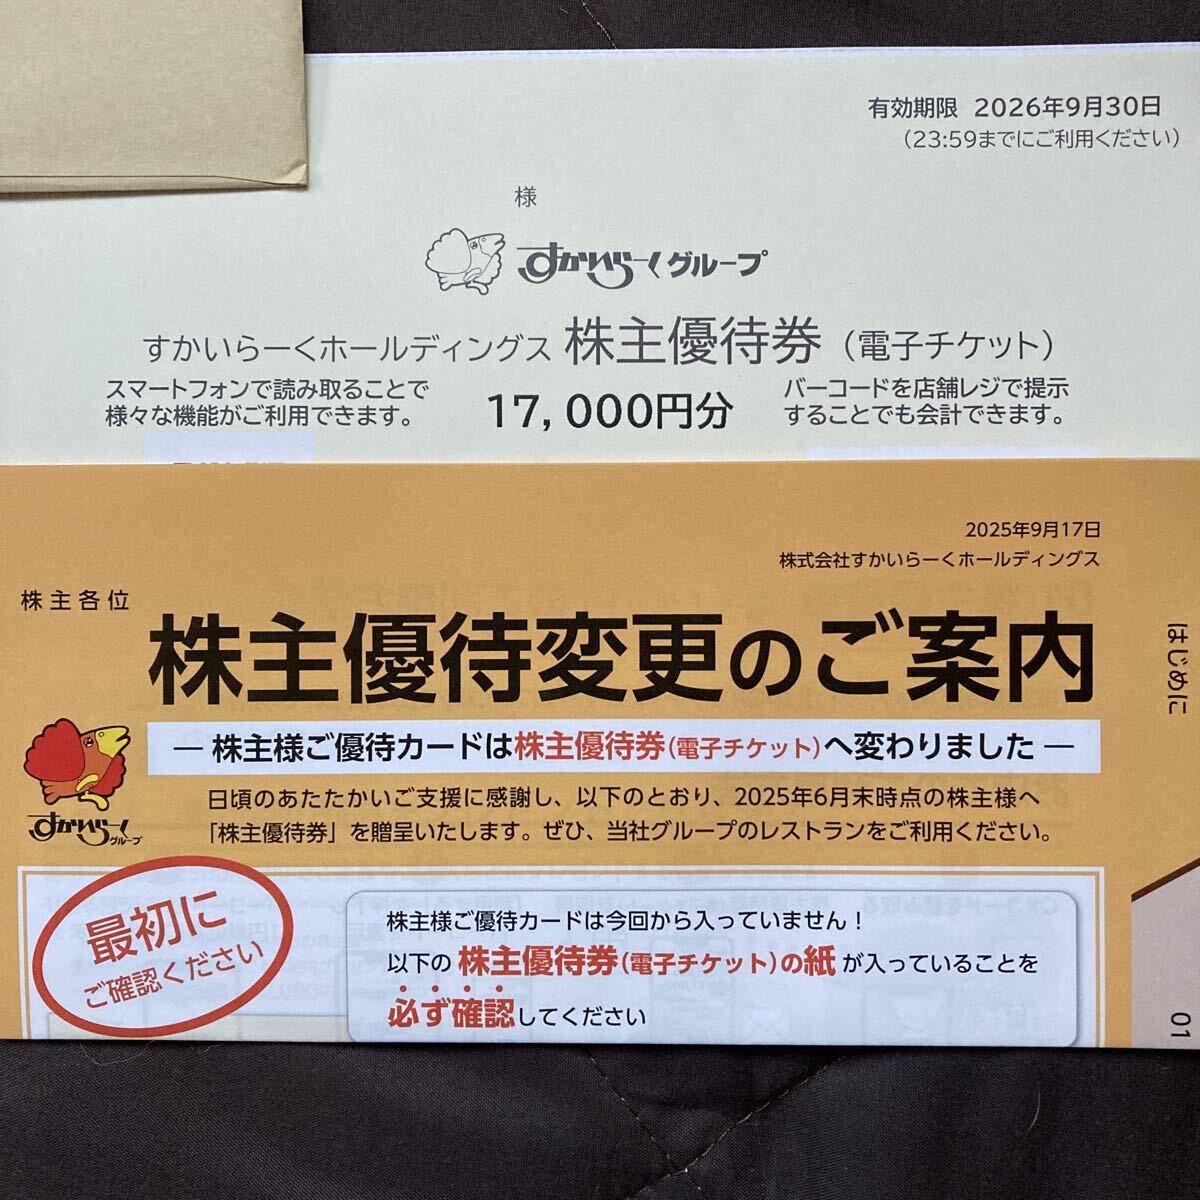 有効期限 2026年9月30日
(23:59までにご利用ください)
様
すかいらーくグループ
すかいらーくホールディングス 株主優待券（電子チケット）
スマートフォンで読み取ることで
様々な機能がご利用できます。
17,000円分
バーコードを店舗レジで提示
することでも会計できます。
2025年9月17日
株式会社すかいらーくホールディングス
株主各位
株主優待変更のご案内
― 株主様ご優待カードは株主優待券(電子チケット)へ変わりました ―
すかいらーくグループ
日頃のあたたかいご支援に感謝し、以下のとおり、2025年6月末時点の株主様へ
「株主優待券」を贈呈いたします。ぜひ、当社グループのレストランをご利用ください。
最初に
ご確認ください
株主様ご優待カードは今回から入っていません！
以下の 株主優待券(電子チケット)の紙 が入っていることを
必ず確認してください
はじめに
01